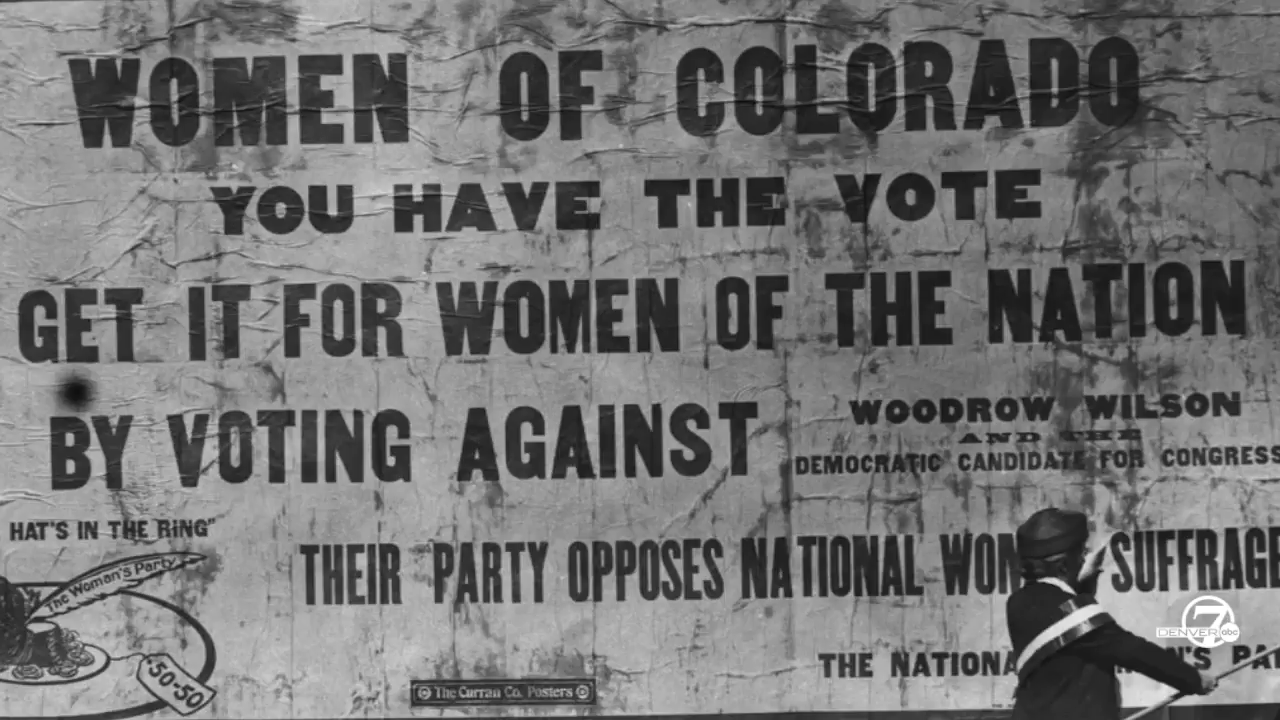 WOMEN OF COLORADO
YOU HAVE THE VOTE
GET IT FOR WOMEN OF THE NATION
BY VOTING AGAINST
WOODROW WILSON
AND THE
DEMOCRATIC CANDIDATE FOR CONGRESS
HAT'S IN THE RING"
The Woman's Party
50-50
THEIR PARTY OPPOSES NATIONAL WOM SUFFRAGE
THE NATIONA N'S PA
The Curran Co. Posters
7
DENVER abc